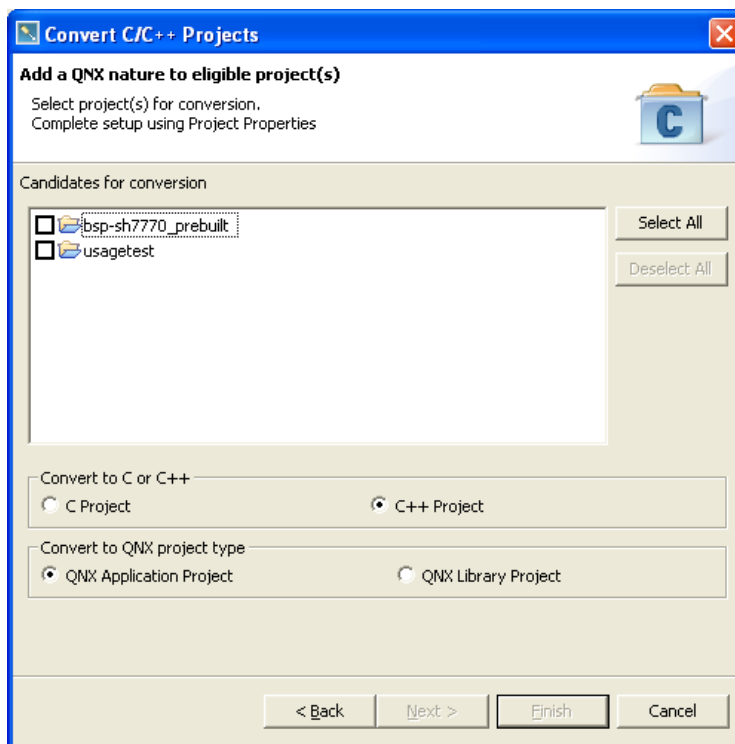 Convert C/C++ Projects
Add a QNX nature to eligible project(s)
Select project(s) for conversion.
Complete setup using Project Properties
C
Candidates for conversion
bsp-sh7770_prebuilt
usagetest
Select All
Deselect All
Convert to C or C++
C Project
C++ Project
Convert to QNX project type
QNX Application Project
QNX Library Project
< Back
Next >
Finish
Cancel